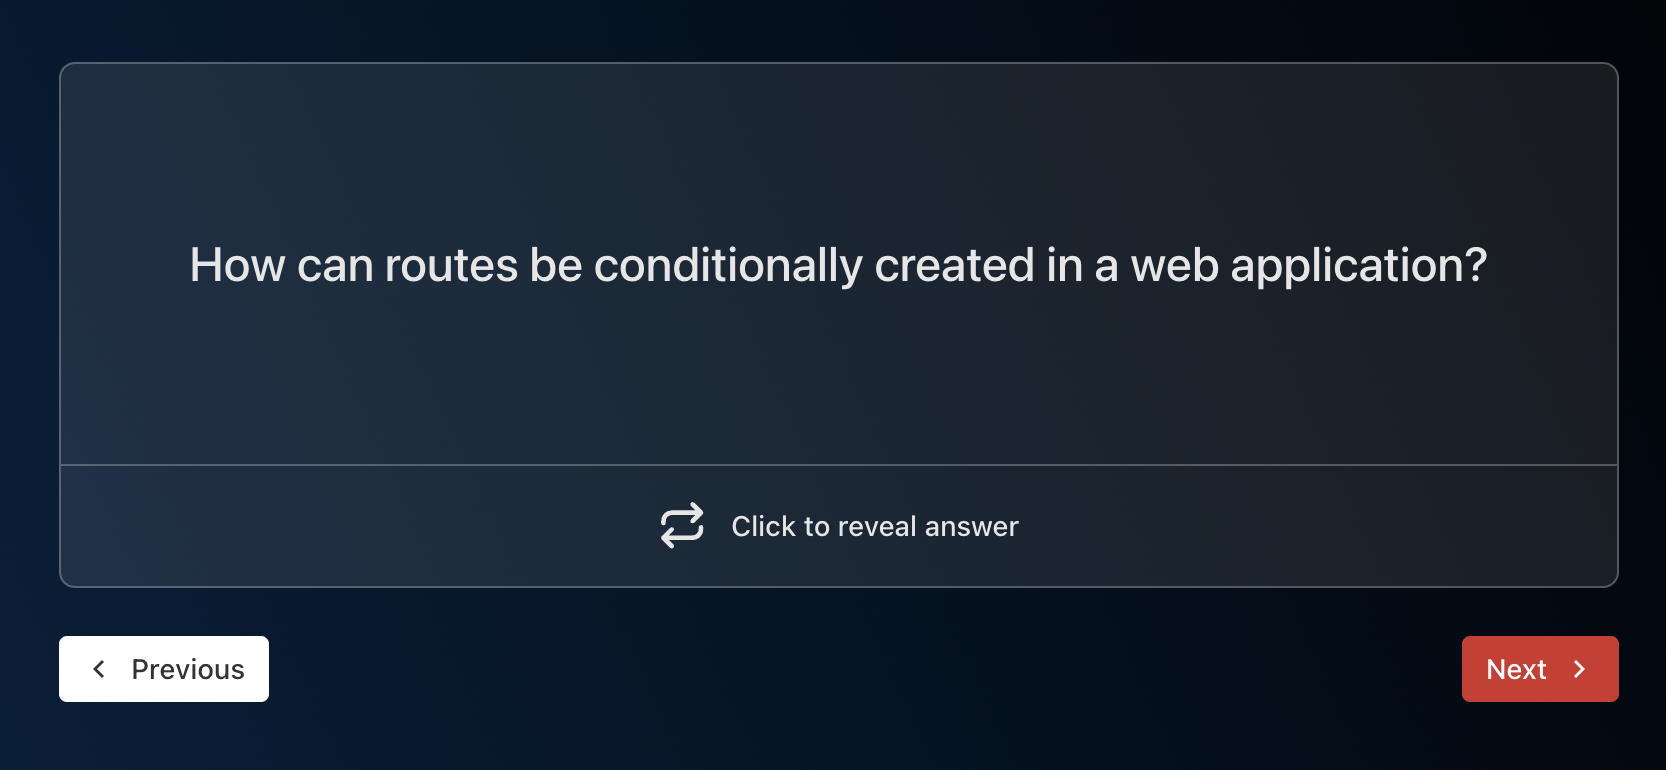 How can routes be conditionally created in a web application?
Click to reveal answer
Previous
Next